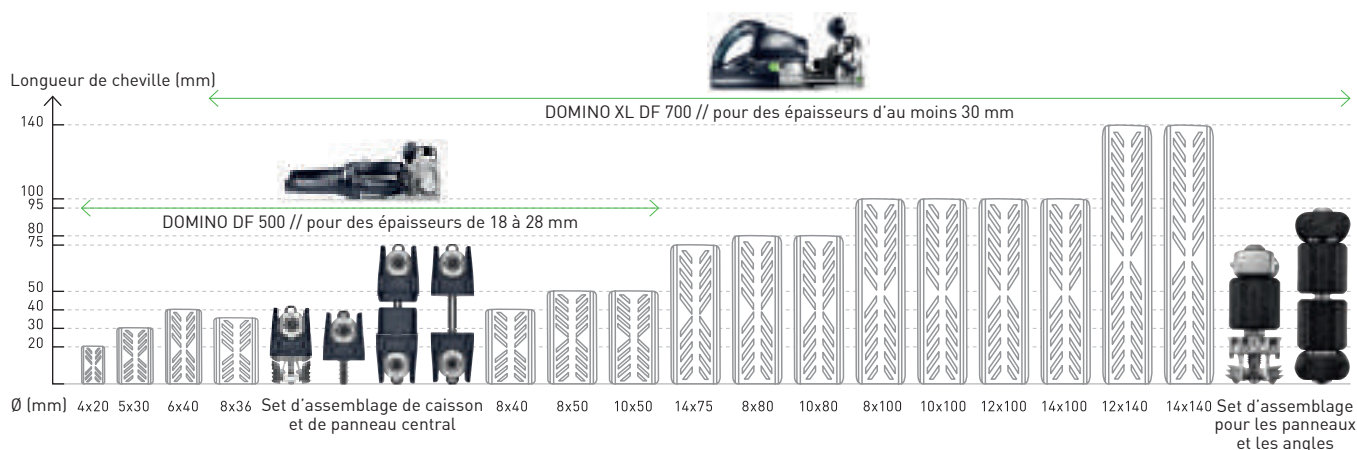 Longueur de cheville (mm)
DOMINO XL DF 700 // pour des épaisseurs d'au moins 30 mm
140
100
95
DOMINO DF 500 // pour des épaisseurs de 18 à 28 mm
80
75
50
40
30
20
Ø (mm) 4x20 5x30 6x40 8x36 Set d'assemblage de caisson 8x40 8x50 10x50 14x75 8x80 10x80 8x100 10x100 12x100 14x100 12x140 14x140 Set d'assemblage
et de panneau central pour les panneaux
et les angles